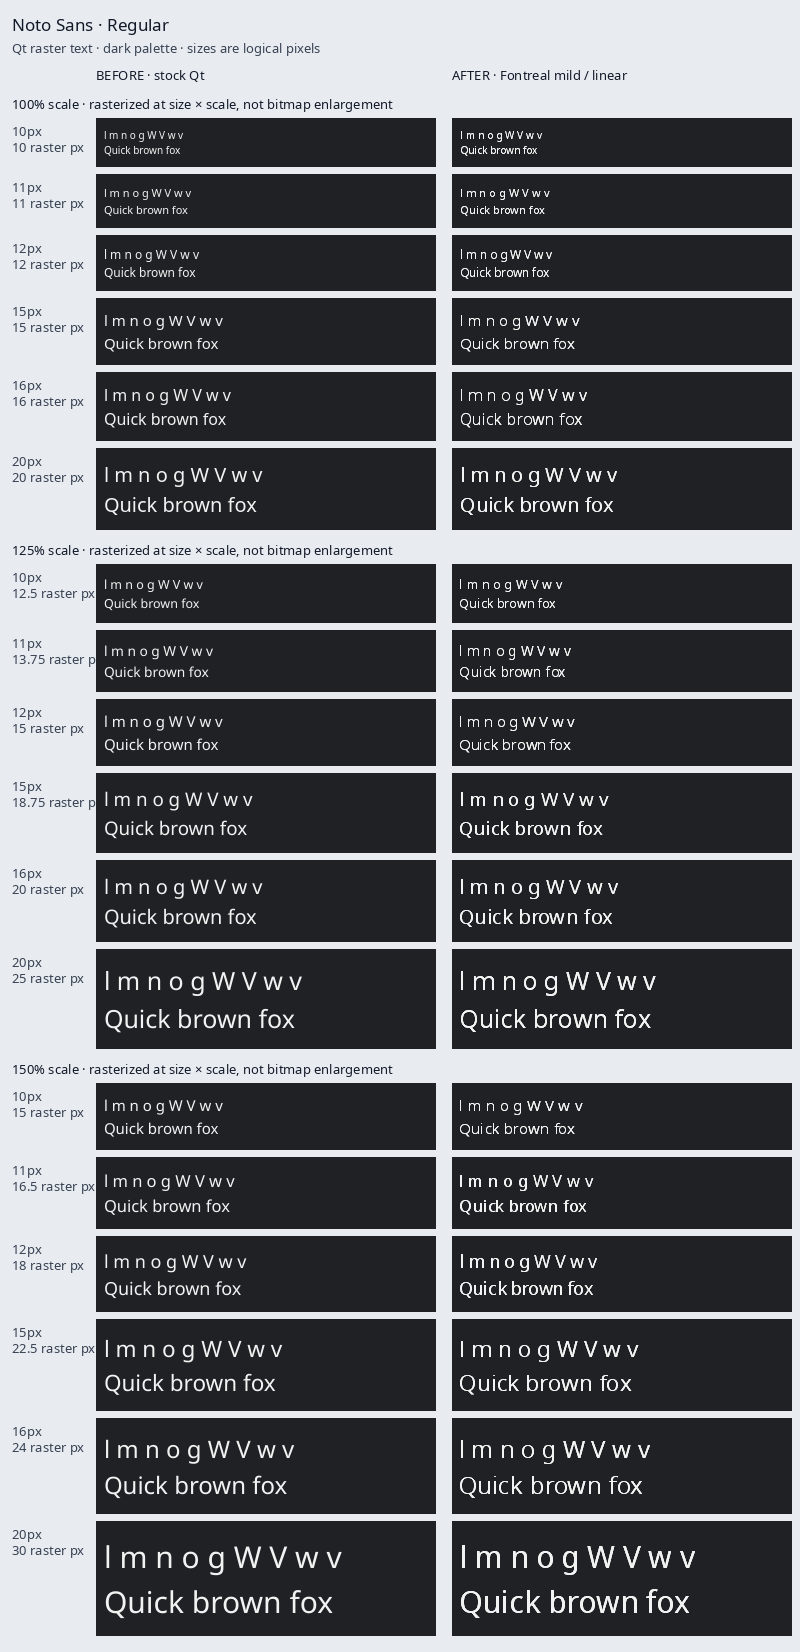 Noto Sans · Regular
Qt raster text · dark palette · sizes are logical pixels
BEFORE · stock Qt
AFTER · Fontreal mild / linear
100% scale · rasterized at size × scale, not bitmap enlargement
10px
10 raster px
l m n o g W V w v
Quick brown fox
l m n o g W V w v
Quick brown fox
11px
11 raster px
l m n o g W V w v
Quick brown fox
l m n o g W V w v
Quick brown fox
12px
12 raster px
l m n o g W V w v
Quick brown fox
l m n o g W V w v
Quick brown fox
15px
15 raster px
l m n o g W V w v
Quick brown fox
l m n o g W V w v
Quick brown fox
16px
16 raster px
l m n o g W V w v
Quick brown fox
l m n o g W V w v
Quick brown fox
20px
20 raster px
l m n o g W V w v
Quick brown fox
l m n o g W V w v
Quick brown fox
125% scale · rasterized at size × scale, not bitmap enlargement
10px
12.5 raster px
l m n o g W V w v
Quick brown fox
l m n o g W V w v
Quick brown fox
11px
13.75 raster p
l m n o g W V w v
Quick brown fox
l m n o g W V w v
Quick brown fox
12px
15 raster px
l m n o g W V w v
Quick brown fox
l m n o g W V w v
Quick brown fox
15px
18.75 raster p
l m n o g W V w v
Quick brown fox
l m n o g W V w v
Quick brown fox
16px
20 raster px
l m n o g W V w v
Quick brown fox
l m n o g W V w v
Quick brown fox
20px
25 raster px
l m n o g W V w v
Quick brown fox
l m n o g W V w v
Quick brown fox
150% scale · rasterized at size × scale, not bitmap enlargement
10px
15 raster px
l m n o g W V w v
Quick brown fox
l m n o g W V w v
Quick brown fox
11px
16.5 raster px
l m n o g W V w v
Quick brown fox
l m n o g W V w v
Quick brown fox
12px
18 raster px
l m n o g W V w v
Quick brown fox
l m n o g W V w v
Quick brown fox
15px
22.5 raster px
l m n o g W V w v
Quick brown fox
l m n o g W V w v
Quick brown fox
16px
24 raster px
l m n o g W V w v
Quick brown fox
l m n o g W V w v
Quick brown fox
20px
30 raster px
l m n o g W V w v
Quick brown fox
l m n o g W V w v
Quick brown fox